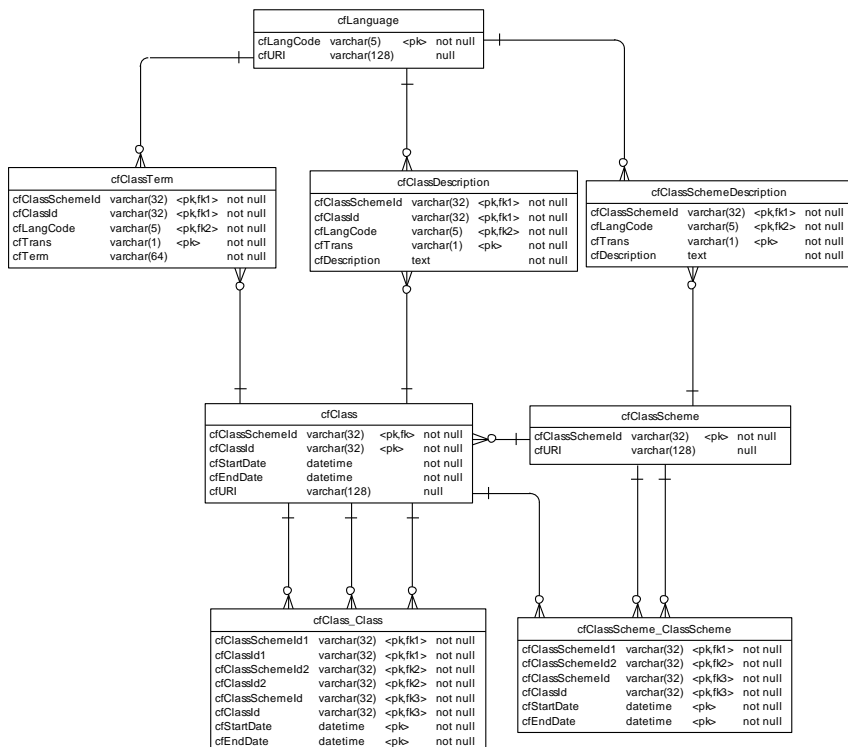 cfLanguage
cfLangCode varchar(5) <pk> not null
cfURI varchar(128) null
cfClassTerm
cfClassSchemeId varchar(32) <pk,fk1> not null
cfClassId varchar(32) <pk,fk1> not null
cfLangCode varchar(5) <pk,fk2> not null
cfTrans varchar(1) <pk> not null
cfTerm varchar(64) not null
cfClassDescription
cfClassSchemeId varchar(32) <pk,fk1> not null
cfClassId varchar(32) <pk,fk1> not null
cfLangCode varchar(5) <pk,fk2> not null
cfTrans varchar(1) <pk> not null
cfDescription text not null
cfClassSchemeDescription
cfClassSchemeId varchar(32) <pk,fk1> not null
cfLangCode varchar(5) <pk,fk2> not null
cfTrans varchar(1) <pk> not null
cfDescription text not null
cfClass
cfClassSchemeId varchar(32) <pk,fk> not null
cfClassId varchar(32) <pk> not null
cfStartDate datetime not null
cfEndDate datetime not null
cfURI varchar(128) null
cfClassScheme
cfClassSchemeId varchar(32) <pk> not null
cfURI varchar(128) null
cfClass_Class
cfClassSchemeId1 varchar(32) <pk,fk1> not null
cfClassId1 varchar(32) <pk,fk1> not null
cfClassSchemeId2 varchar(32) <pk,fk2> not null
cfClassId2 varchar(32) <pk,fk2> not null
cfClassSchemeId varchar(32) <pk,fk3> not null
cfClassId varchar(32) <pk,fk3> not null
cfStartDate datetime <pk> not null
cfEndDate datetime <pk> not null
cfClassScheme_ClassScheme
cfClassSchemeId1 varchar(32) <pk,fk1> not null
cfClassSchemeId2 varchar(32) <pk,fk2> not null
cfClassSchemeId varchar(32) <pk,fk3> not null
cfClassId varchar(32) <pk,fk3> not null
cfStartDate datetime <pk> not null
cfEndDate datetime <pk> not null